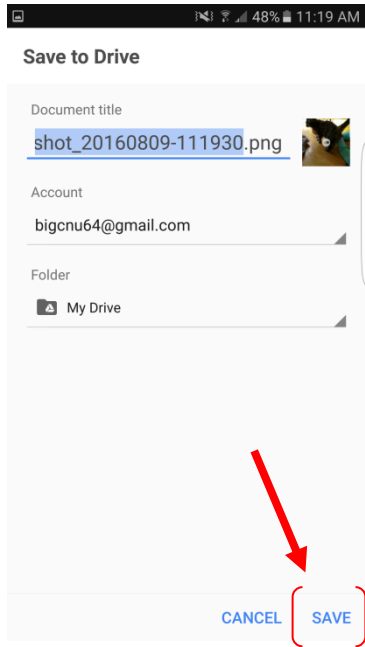 48% 11:19 AM
Save to Drive
Document title
shot_20160809-111930.png
Account
bigcnu64@gmail.com
Folder
My Drive
CANCEL SAVE